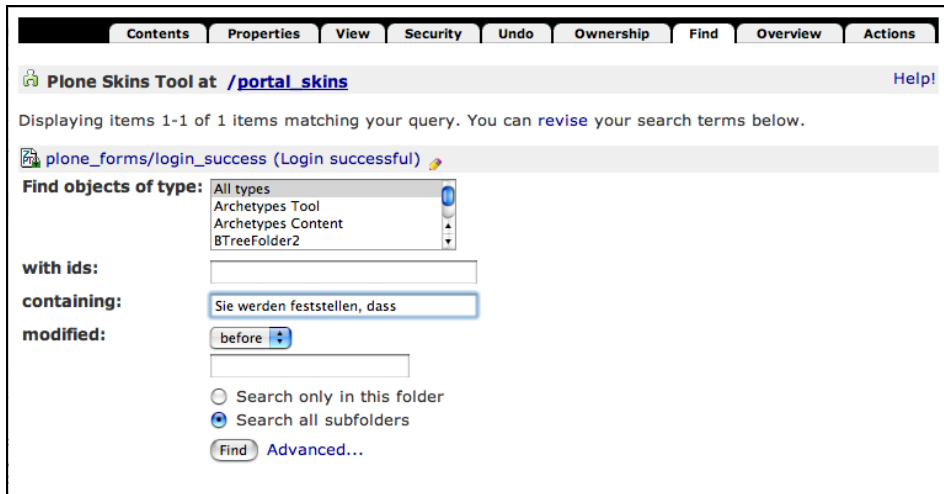 Contents Properties View Security Undo Ownership Find Overview Actions
Plone Skins Tool at /portal_skins Help!
Displaying items 1-1 of 1 items matching your query. You can revise your search terms below.
plone_forms/login_success (Login successful)
Find objects of type: All types
Archetypes Tool
Archetypes Content
BTreeFolder2
with ids:
containing: Sie werden feststellen, dass
modified: before
Search only in this folder
Search all subfolders
Find Advanced...